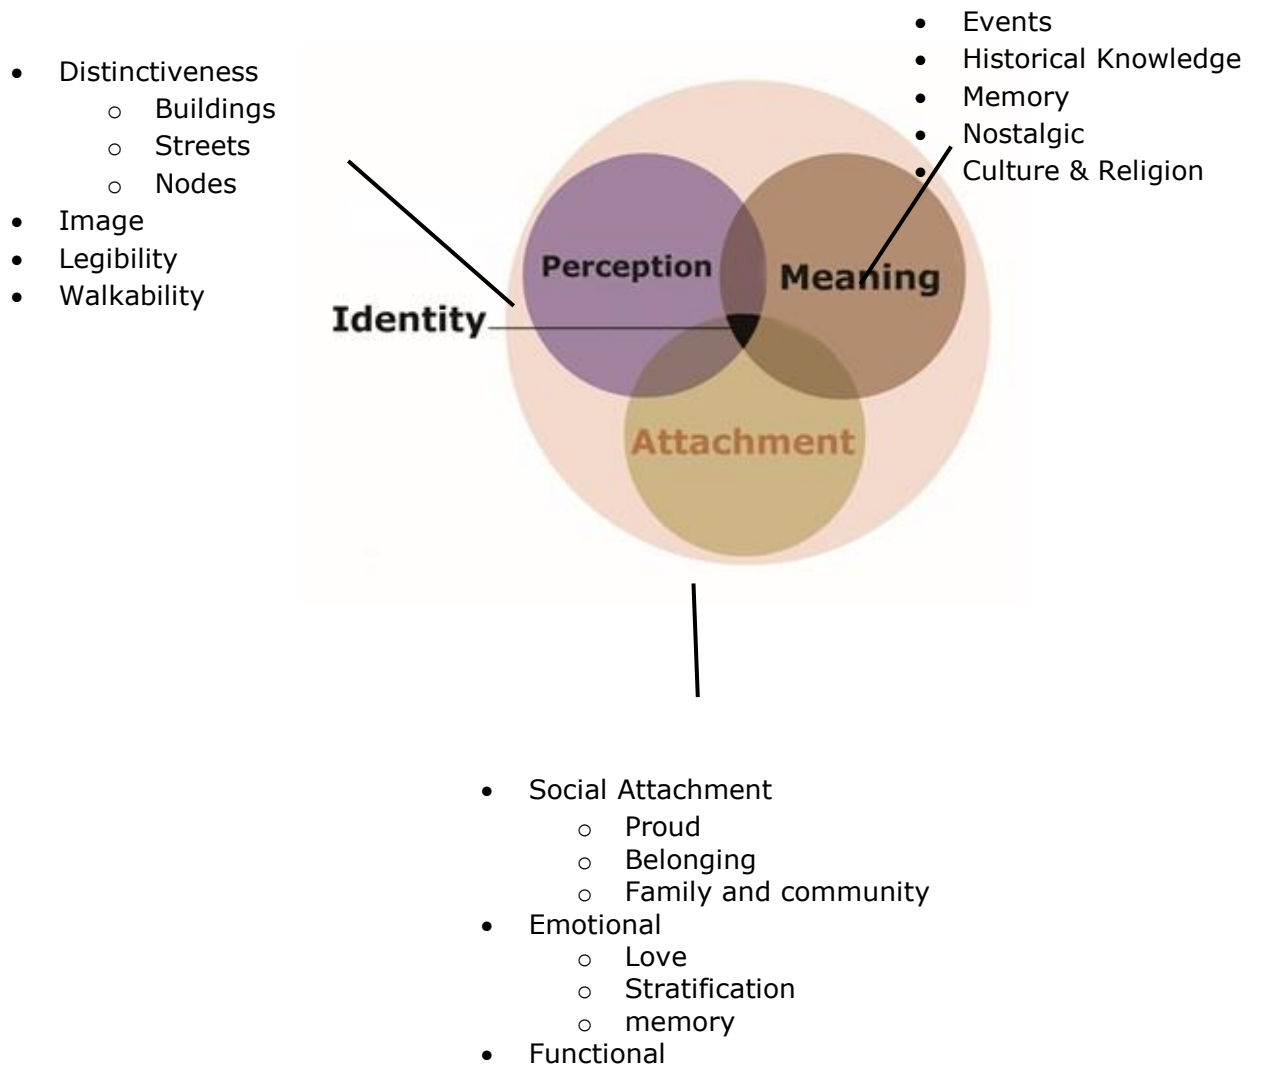 • Distinctiveness
o Buildings
o Streets
o Nodes
• Image
• Legibility
• Walkability
• Events
• Historical Knowledge
• Memory
• Nostalgic
• Culture & Religion
Perception
Meaning
Identity
Attachment
• Social Attachment
o Proud
o Belonging
o Family and community
• Emotional
o Love
o Stratification
o memory
• Functional